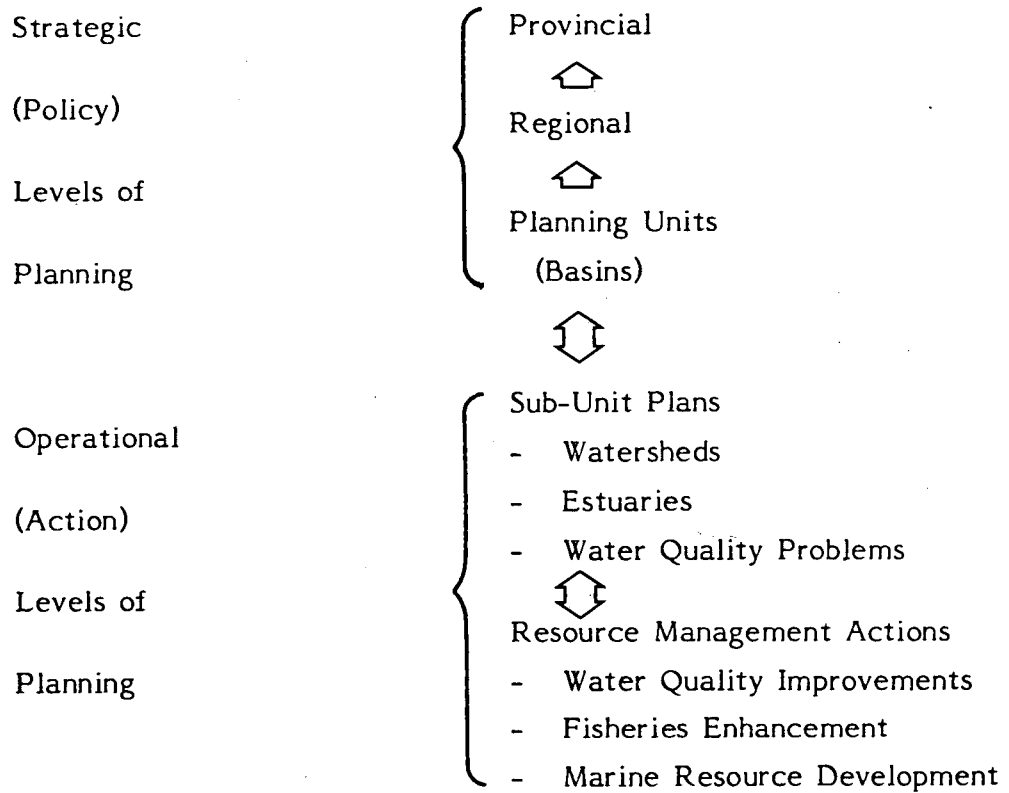 Strategic
(Policy)
Levels of
Planning
Provincial
Regional
Planning Units
(Basins)
Operational
(Action)
Levels of
Planning
Sub-Unit Plans
- Watersheds
- Estuaries
- Water Quality Problems
Resource Management Actions
- Water Quality Improvements
- Fisheries Enhancement
- Marine Resource Development